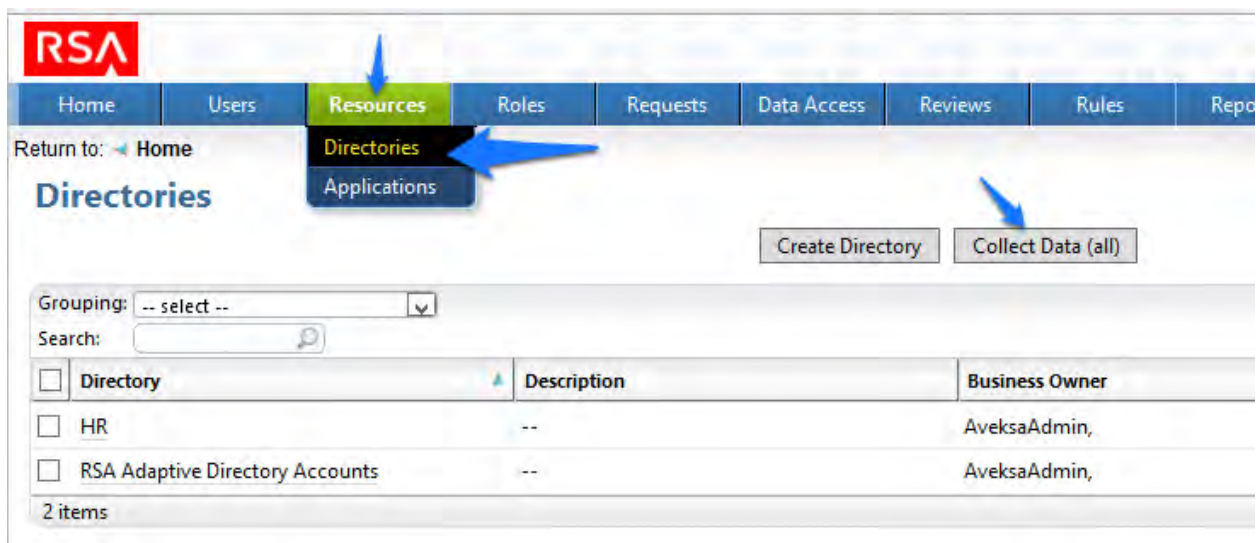 RSA
Home Users Resources Roles Requests Data Access Reviews Rules Repo
Return to: Home
Directories
Applications
Directories
Create Directory Collect Data (all)
Grouping: -- select --
Search:
Directory Description Business Owner
HR -- AveksaAdmin,
RSA Adaptive Directory Accounts -- AveksaAdmin,
2 items